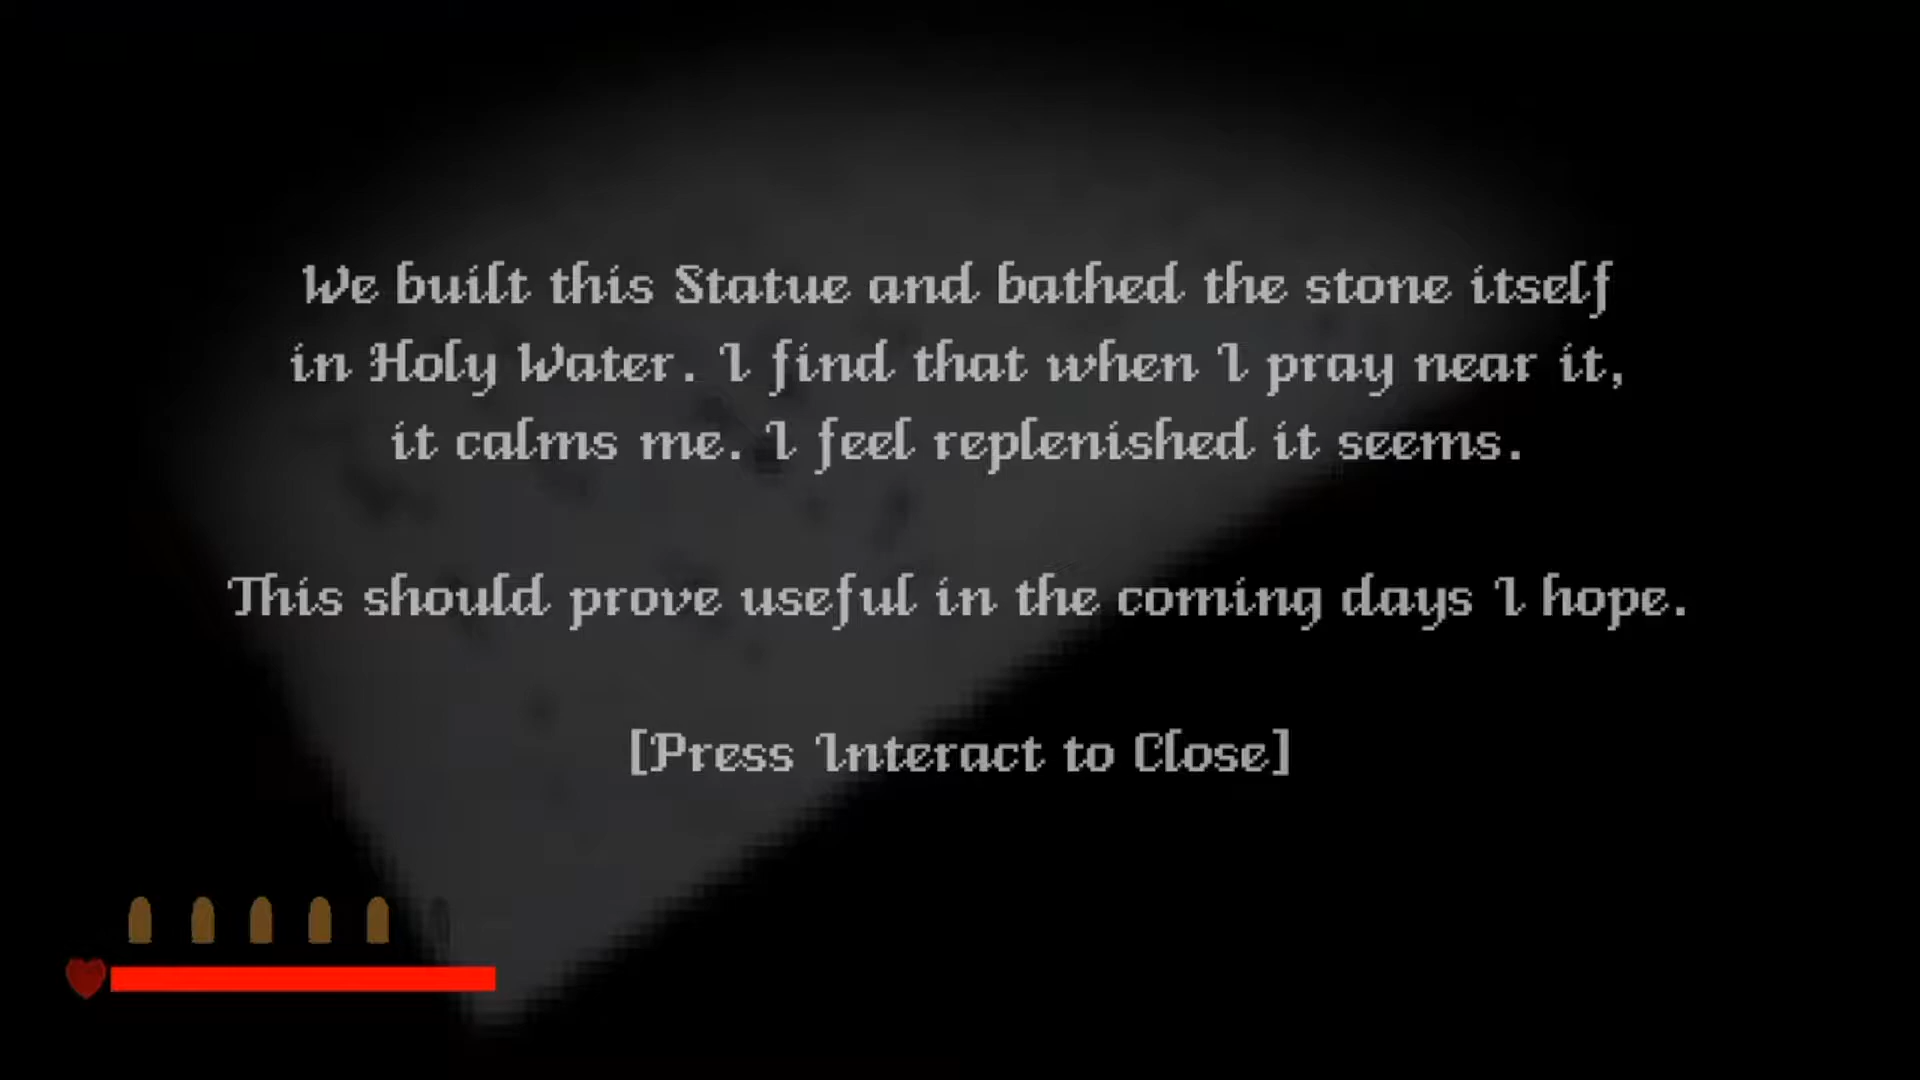 We built this Statue and bathed the stone itself
in Holy Water. I find that when I pray near it,
it calms me. I feel replenished it seems.
This should prove useful in the coming days I hope.
[Press Interact to Close]